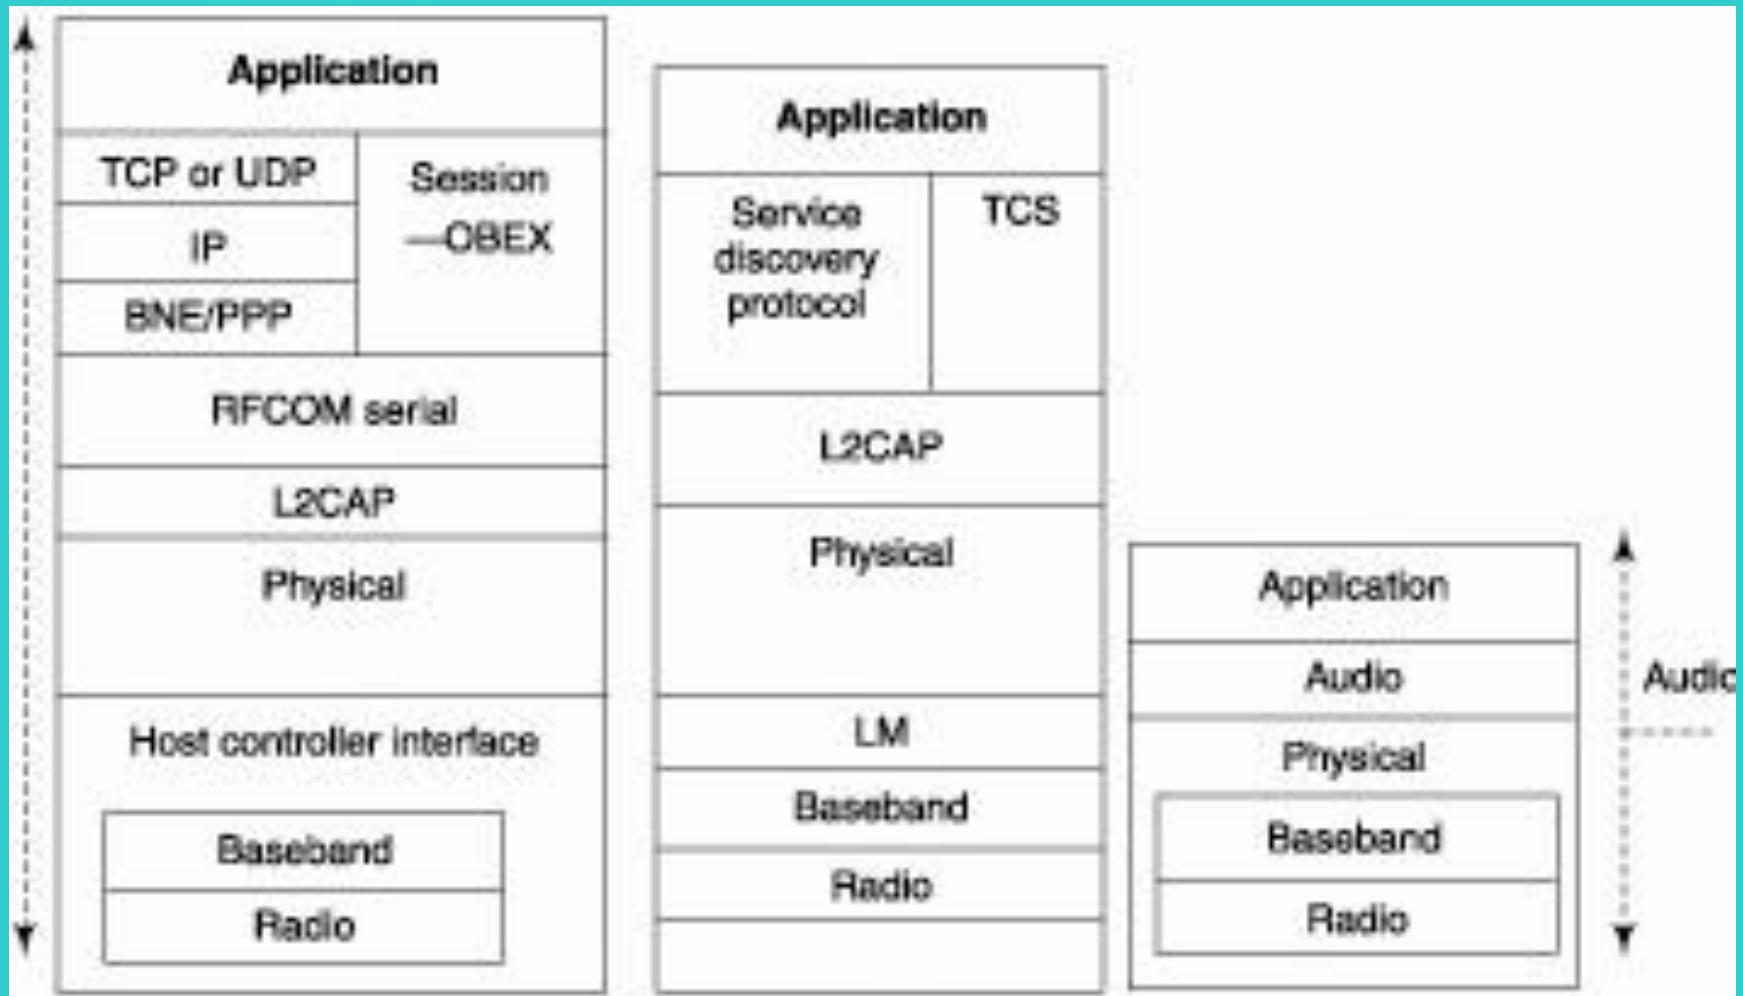 Application
TCP or UDP
IP
BNE/PPP
Session
—OBEX
RFCOM serial
L2CAP
Physical
Host controller interface
Baseband
Radio
Application
Service
discovery
protocol
TCS
L2CAP
Physical
LM
Baseband
Radio
Application
Audio
Physical
Baseband
Radio
Audio